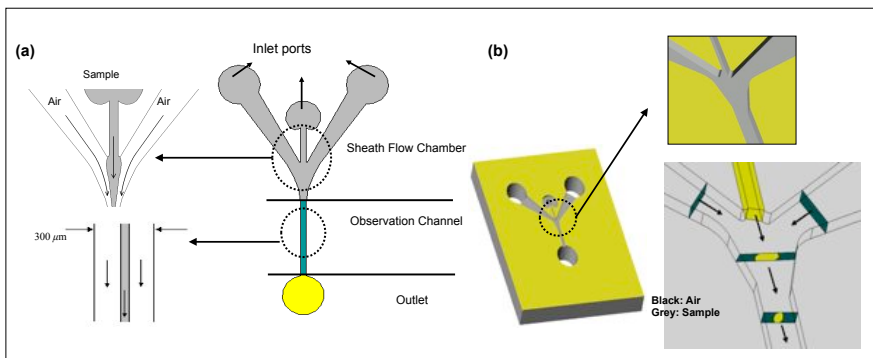 (a)
Inlet ports
Sample
Air
Air
Sheath Flow Chamber
Observation Channel
300 μm
Outlet
(b)
Black: Air
Grey: Sample